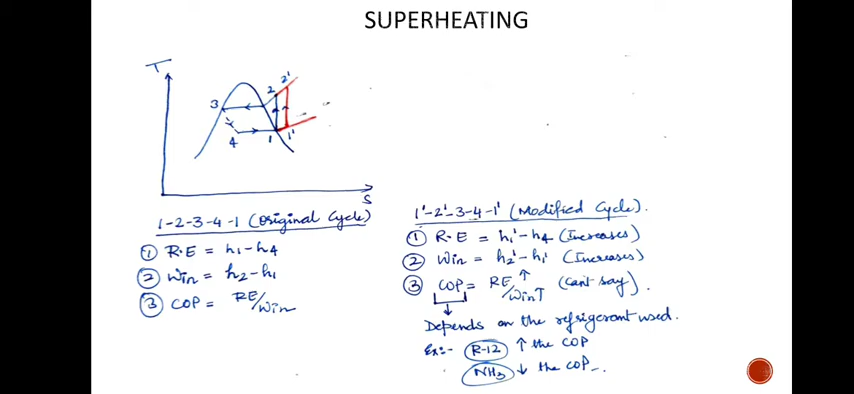 SUPERHEATING
T
2 2'
3
4 1 1'
S
1-2-3-4-1 (Original Cycle)
① R.E = h1-h4
② Win = h2-h1
③ COP = RE/Win
1'-2'-3-4-1' (Modified Cycle).
① R.E = h1'-h4 (Increases)
② Win = h2'-h1' (Increases)
③ COP = RE↑/Win↑ (Can't say).
Depends on the refrigerant used.
Ex:- R-12 ↑ the COP
NH3 ↓ the COP_